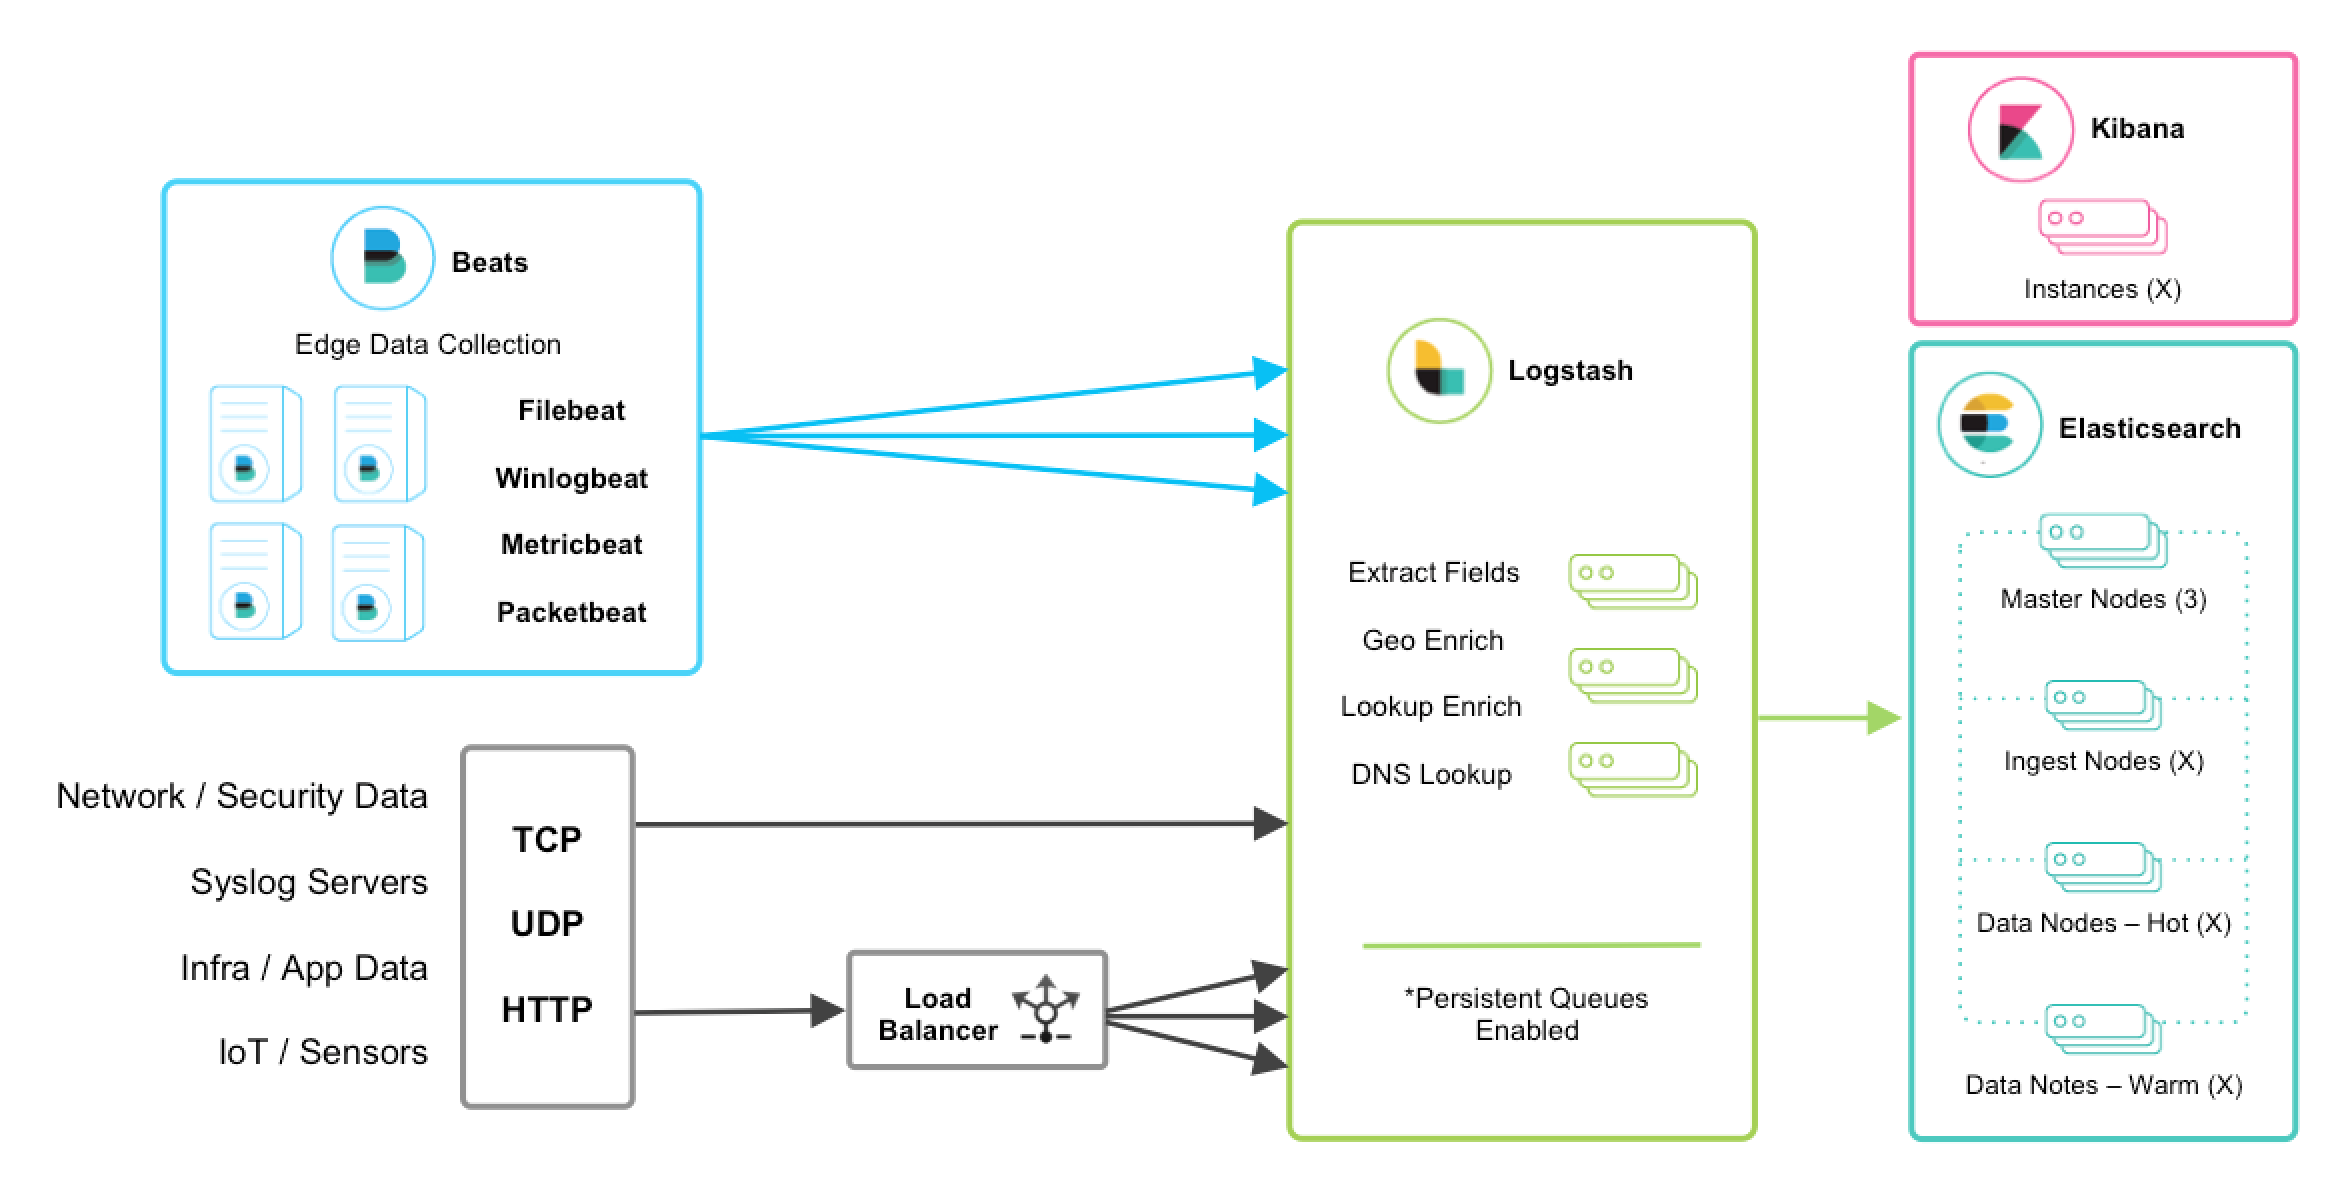 Beats
Edge Data Collection
Filebeat
Winlogbeat
Metricbeat
Packetbeat
Network / Security Data
Syslog Servers
Infra / App Data
IoT / Sensors
TCP
UDP
HTTP
Load
Balancer
Logstash
Extract Fields
Geo Enrich
Lookup Enrich
DNS Lookup
*Persistent Queues
Enabled
Kibana
Instances (X)
Elasticsearch
Master Nodes (3)
Ingest Nodes (X)
Data Nodes – Hot (X)
Data Notes – Warm (X)